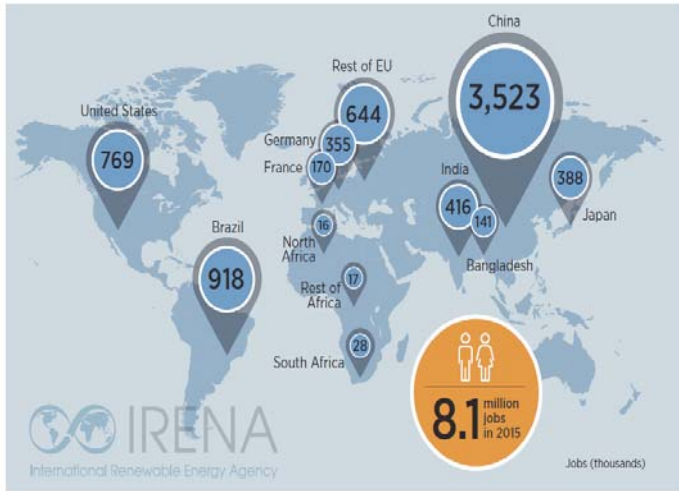 China
3,523
Rest of EU
644
United States
769
Germany
355
France
170
India
416
141
Bangladesh
388
Japan
Brazil
918
16
North
Africa
17
Rest of
Africa
28
South Africa
8.1 million
jobs
in 2015
IRENA
International Renewable Energy Agency
Jobs (thousands)